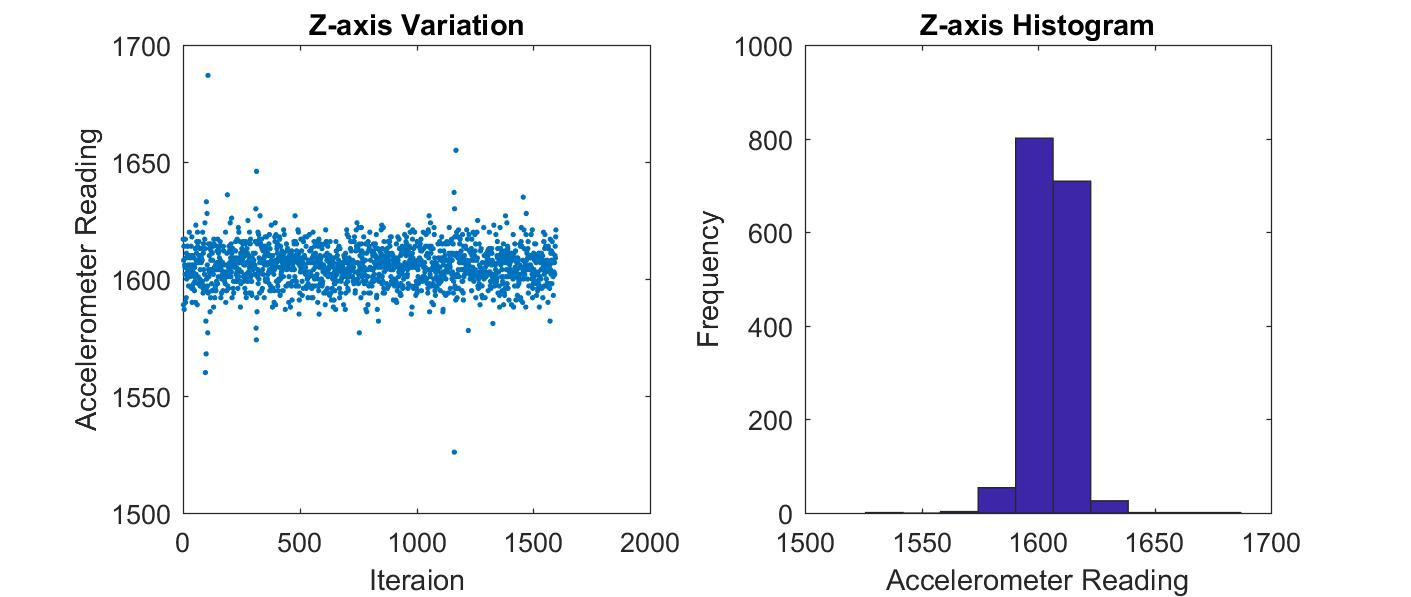 Z-axis Variation
Accelerometer Reading
1700
1650
1600
1550
1500
0 500 1000 1500 2000
Iteraion
Z-axis Histogram
Frequency
1000
800
600
400
200
0
1500 1550 1600 1650 1700
Accelerometer Reading